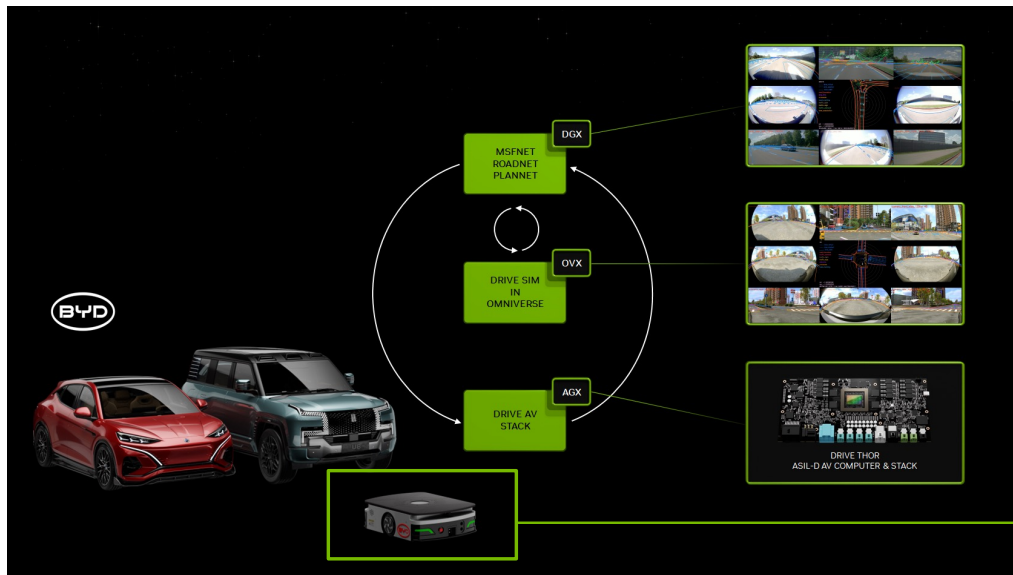 DGX
MSFNET
ROADNET
PLANNET
OVX
DRIVE SIM
IN
OMNIVERSE
BYD
AGX
DRIVE AV
STACK
DRIVE THOR
ASIL-D AV COMPUTER & STACK
BYD